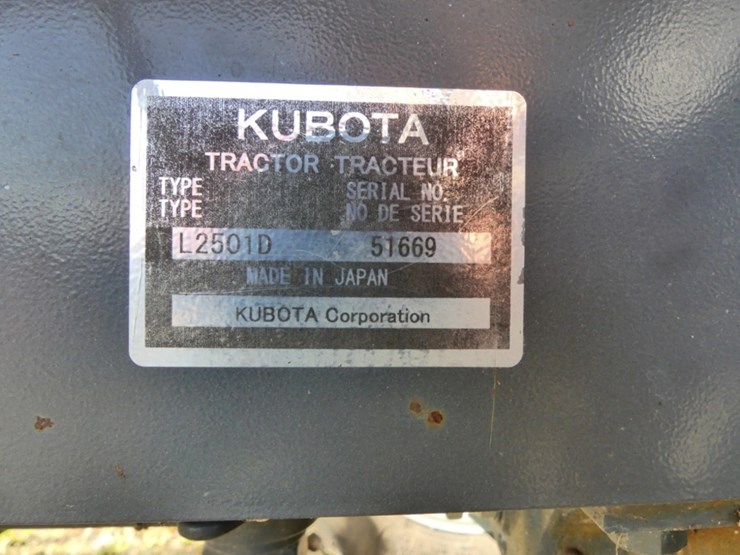 KUBOTA
TRACTOR TRACTEUR
TYPE SERIAL NO.
TYPE NO DE SERIE
L2501D 51669
MADE IN JAPAN
KUBOTA Corporation